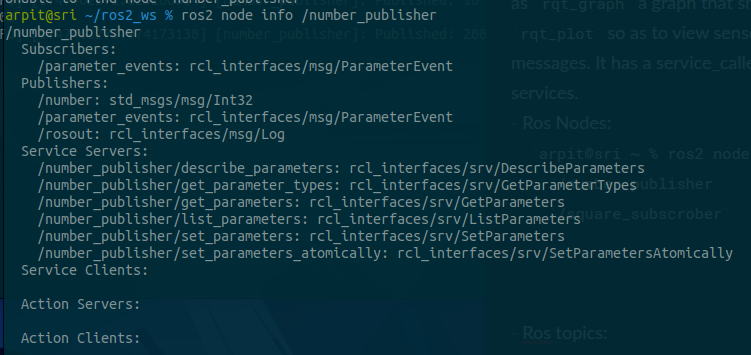 unable to find node number_publisher
arpit@sri ~/ros2_ws % ros2 node info /number_publisher
/number_publisher
Subscribers:
/parameter_events: rcl_interfaces/msg/ParameterEvent
Publishers:
/number: std_msgs/msg/Int32
/parameter_events: rcl_interfaces/msg/ParameterEvent
/rosout: rcl_interfaces/msg/Log
Service Servers:
/number_publisher/describe_parameters: rcl_interfaces/srv/DescribeParameters
/number_publisher/get_parameter_types: rcl_interfaces/srv/GetParameterTypes
/number_publisher/get_parameters: rcl_interfaces/srv/GetParameters
/number_publisher/list_parameters: rcl_interfaces/srv/ListParameters
/number_publisher/set_parameters: rcl_interfaces/srv/SetParameters
/number_publisher/set_parameters_atomically: rcl_interfaces/srv/SetParametersAtomically
Service Clients:
Action Servers:
Action Clients:
as rqt_graph a graph that s
rqt_plot so as to view sens
messages. It has a service_calle
services.
- Ros Nodes:
arpit@sri ~ % ros2 node
publisher
square_subscrober
- Ros topics: